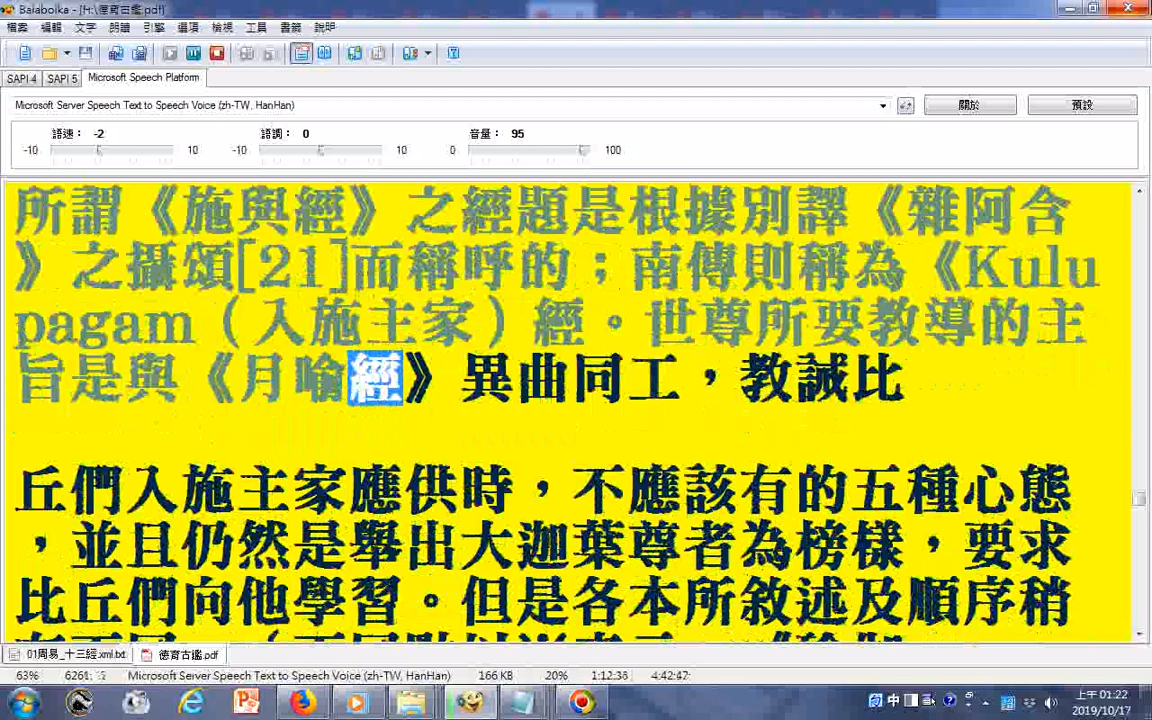 Balabolka - [H:\德育古鑑.pdf]
檔案 編輯 文字 朗讀 引擎 選項 檢視 工具 書籤 說明
SAPI 4 SAPI 5 Microsoft Speech Platform
Microsoft Server Speech Text to Speech Voice (zh-TW, HanHan) 關於 預設
語速： -2 語調： 0 音量： 95
-10 10 -10 10 0 100
所謂《施與經》之經題是根據別譯《雜阿含
》之攝頌[21]而稱呼的；南傳則稱為《Kulu
pagam（入施主家）經。世尊所要教導的主
旨是與《月喻經》異曲同工，教誡比
丘們入施主家應供時，不應該有的五種心態
，並且仍然是舉出大迦葉尊者為榜樣，要求
比丘們向他學習。但是各本所敘述及順序稍
01周易_十三經.xml.txt 德育古鑑.pdf
63% Microsoft Server Speech Text to Speech Voice (zh-TW, HanHan) 166 KB 20% 1:12:38 4:42:47
中 上午 01:22
2019/10/17